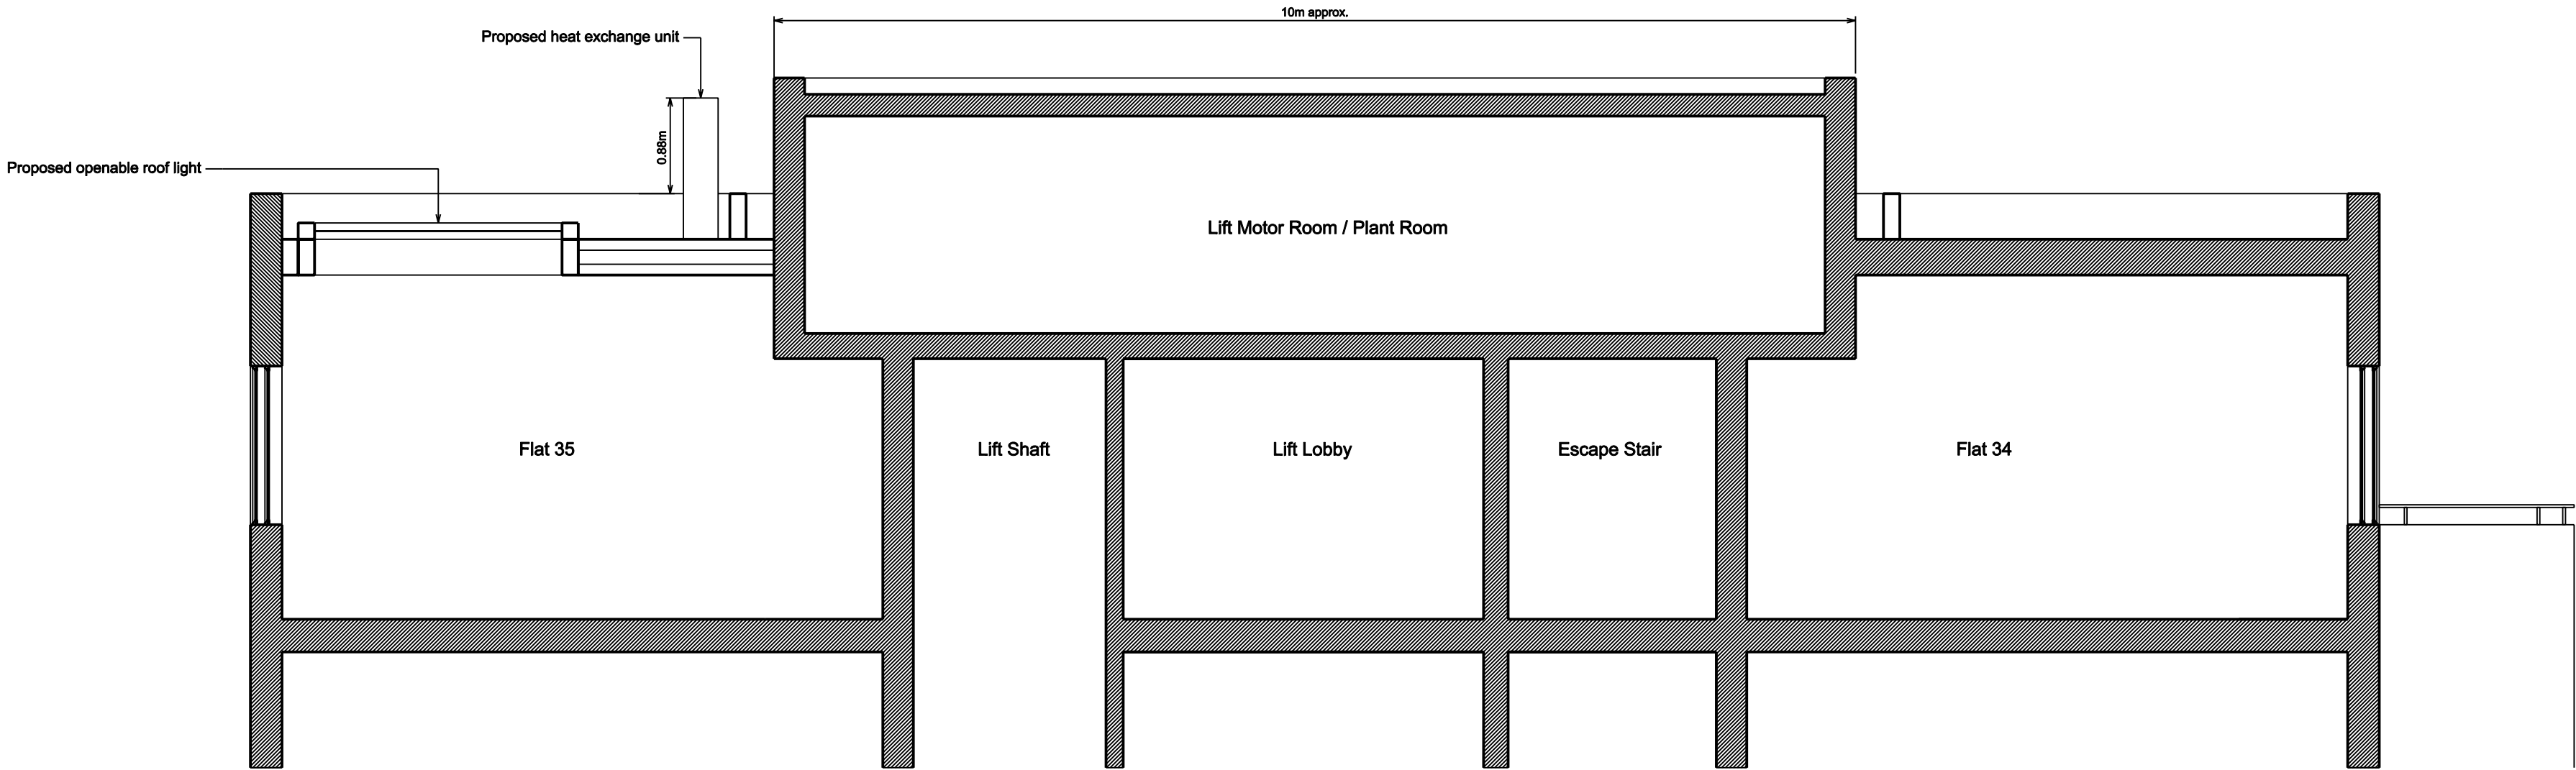 10m approx.
Proposed heat exchange unit
0.88m
Proposed openable roof light
Lift Motor Room / Plant Room
Flat 35
Lift Shaft
Lift Lobby
Escape Stair
Flat 34